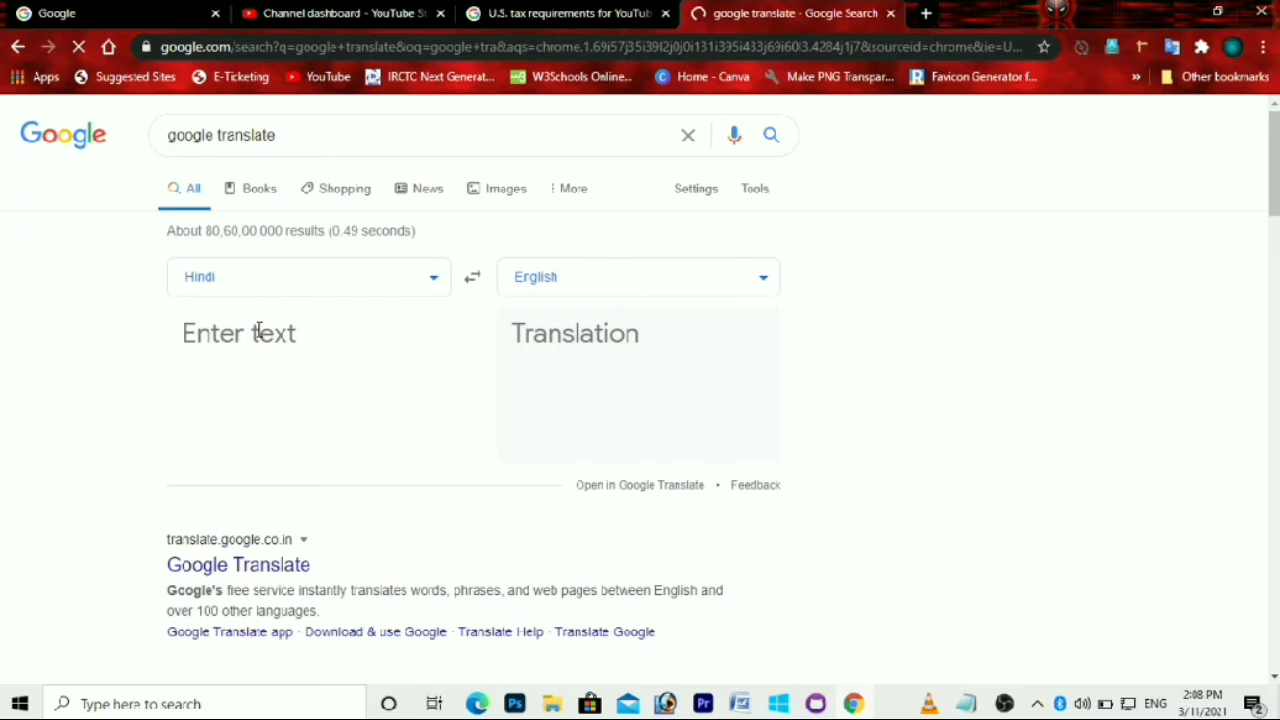 Google
Channel dashboard - YouTube St
U.S. tax requirements for YouTub
google translate - Google Search
google.com/search?q=google+translate&oq=google+tra&aqs=chrome.1.69i57j35i39l2j0j0i131i395i433j69i60l3.4284j1j7&sourceid=chrome&ie=U...
Apps
Suggested Sites
E-Ticketing
YouTube
IRCTC Next Generat...
W3Schools Online...
Home - Canva
Make PNG Transpar...
Favicon Generator f...
»
Other bookmarks
Google
google translate
All
Books
Shopping
News
Images
More
Settings
Tools
About 80,60,00,000 results (0.49 seconds)
Hindi
English
Enter text
Translation
Open in Google Translate • Feedback
translate.google.co.in
Google Translate
Google's free service instantly translates words, phrases, and web pages between English and
over 100 other languages.
Google Translate app · Download & use Google · Translate Help · Translate Google
Type here to search
Ps
Pr
ENG
2:08 PM
3/11/2021
2